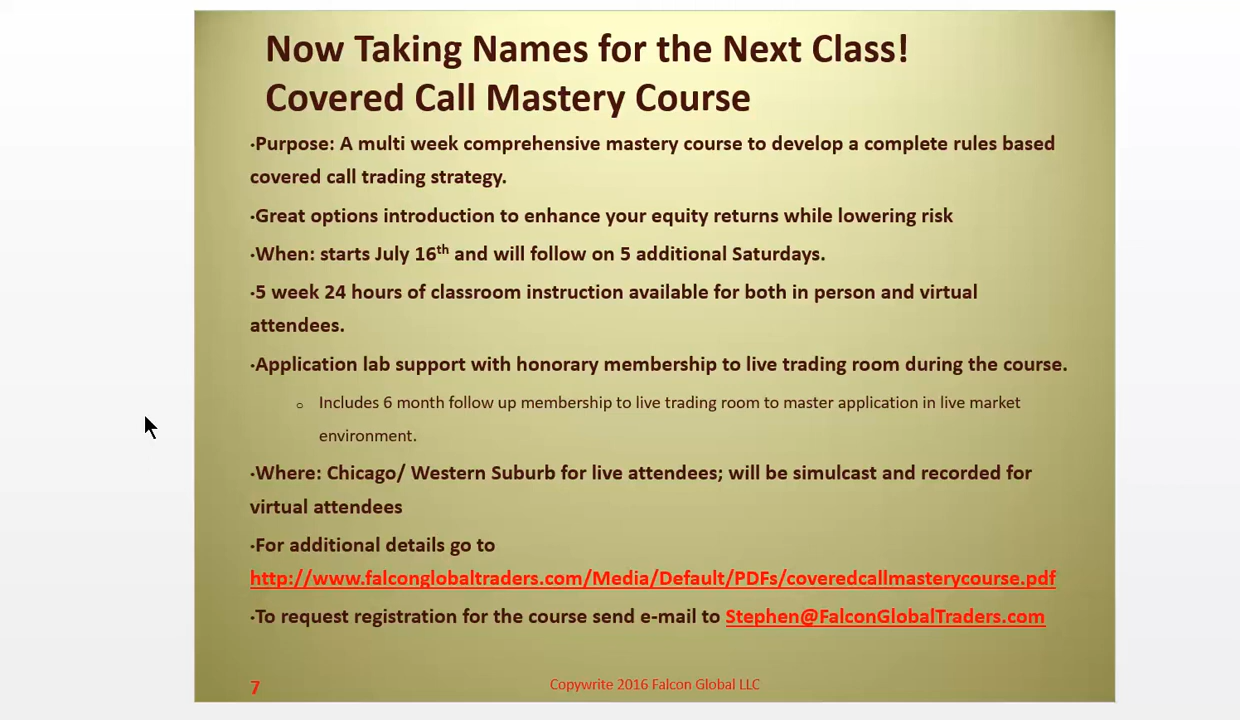 Now Taking Names for the Next Class!
Covered Call Mastery Course
•Purpose: A multi week comprehensive mastery course to develop a complete rules based
covered call trading strategy.
•Great options introduction to enhance your equity returns while lowering risk
•When: starts July 16th and will follow on 5 additional Saturdays.
•5 week 24 hours of classroom instruction available for both in person and virtual
attendees.
•Application lab support with honorary membership to live trading room during the course.
○ Includes 6 month follow up membership to live trading room to master application in live market
environment.
•Where: Chicago/ Western Suburb for live attendees; will be simulcast and recorded for
virtual attendees
•For additional details go to
http://www.falconglobaltraders.com/Media/Default/PDFs/coveredcallmasterycourse.pdf
•To request registration for the course send e-mail to Stephen@FalconGlobalTraders.com
7
Copywrite 2016 Falcon Global LLC